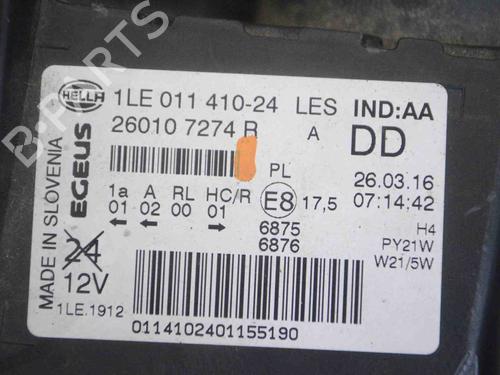 HELLA 1LE 011 410-24 LES IND:AA
26010 7274 R A DD
EGEUS
MADE IN SLOVENIA
PL
26.03.16
1a A RL HC/R E8 17,5 07:14:42
01 02 00 01
6875 H4
6876 PY21W
W21/5W
24
12V
1LE.1912
0114102401155190
B-PARTS